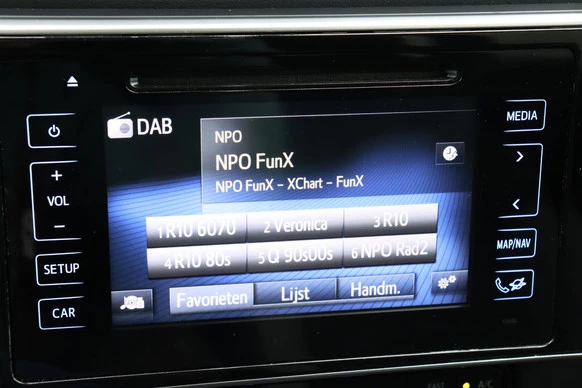 DAB
NPO
NPO FunX
NPO FunX - XChart - FunX
MEDIA
+
VOL
−
SETUP
CAR
MAP/NAV
1 R10 6070 2 Veronica 3 R10
4 R10 80s 5 Q 90s00s 6 NPO Rad2
Favorieten Lijst Handm.